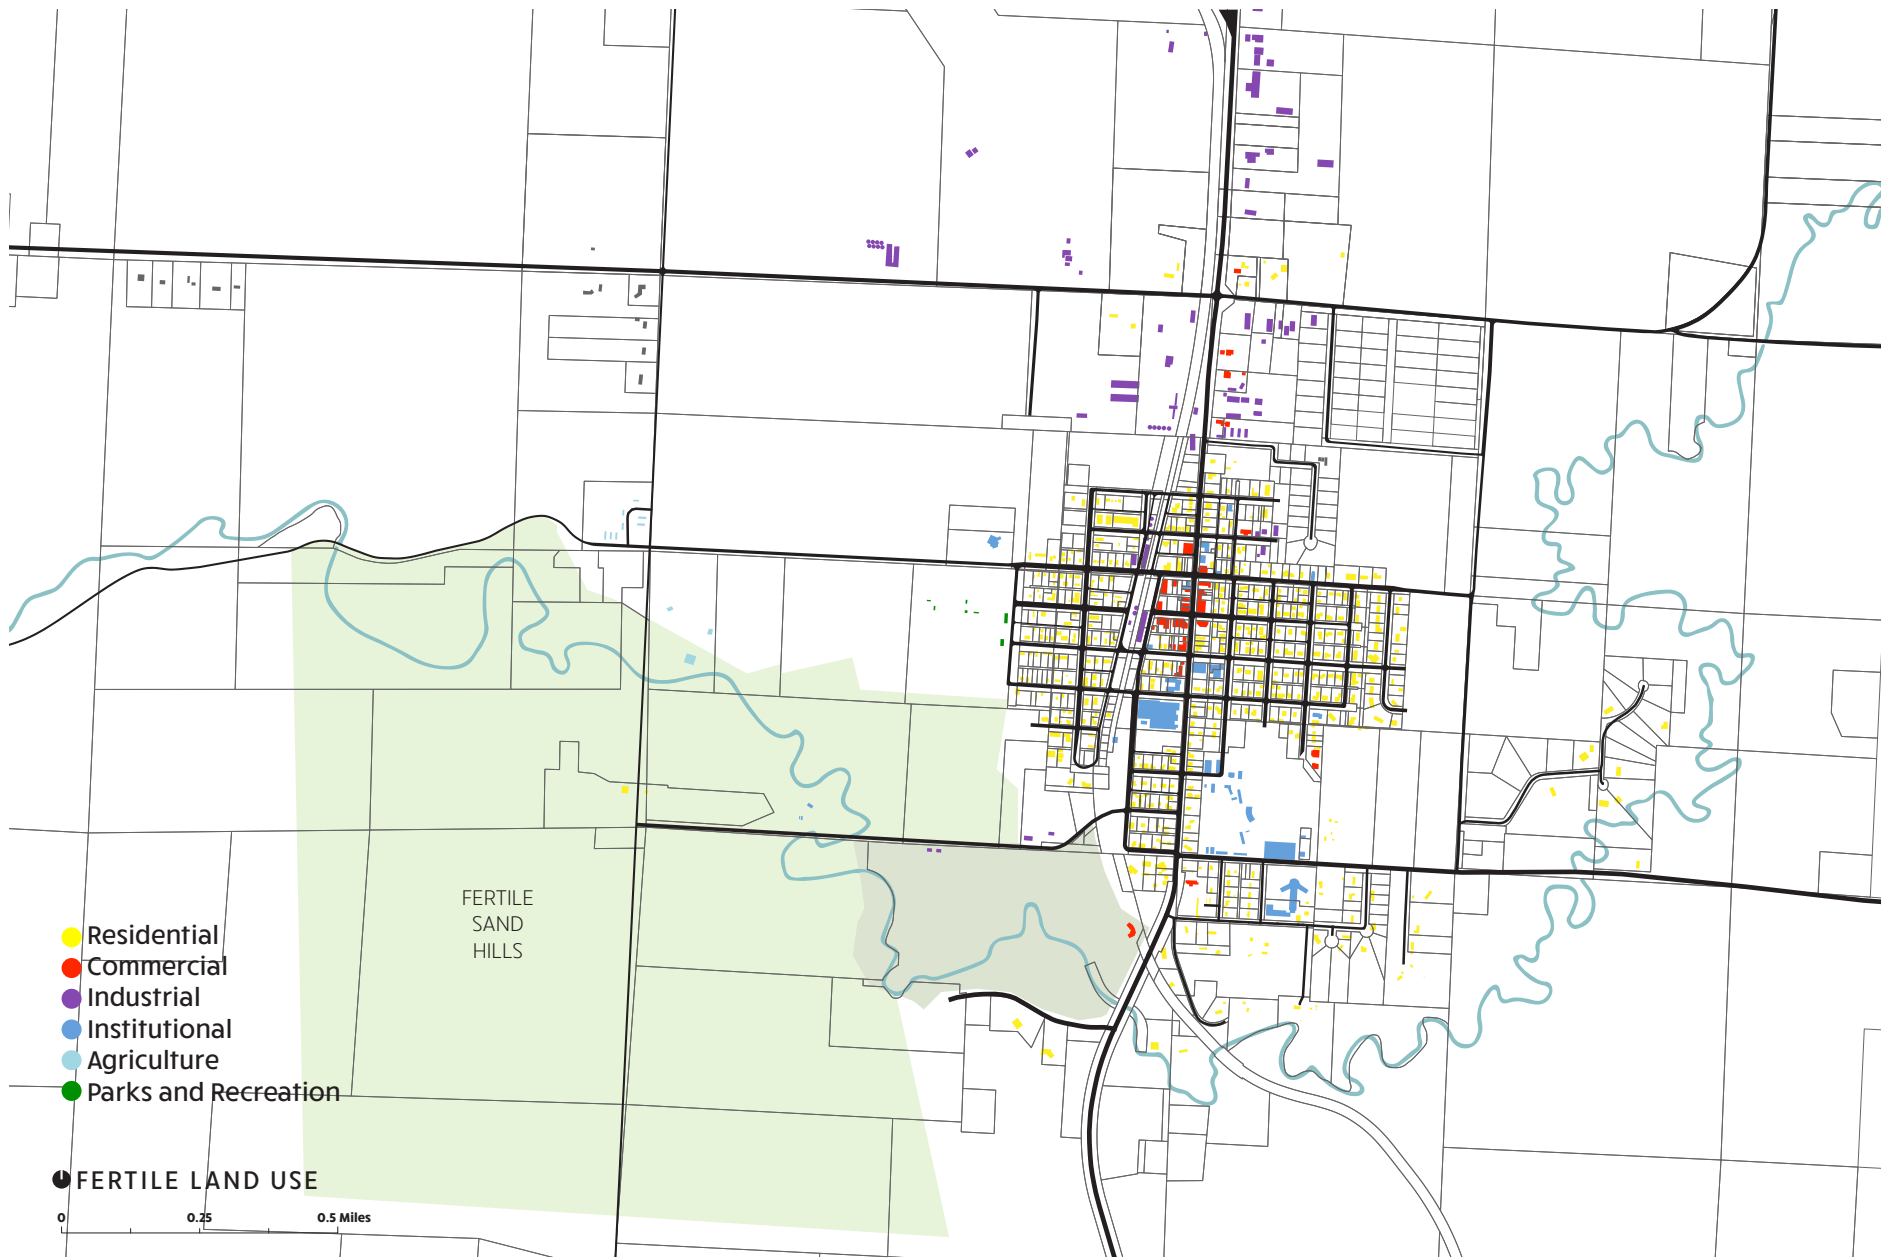 FERTILE
SAND
HILLS
Residential
Commercial
Industrial
Institutional
Agriculture
Parks and Recreation
FERTILE LAND USE
0 0.25 0.5 Miles